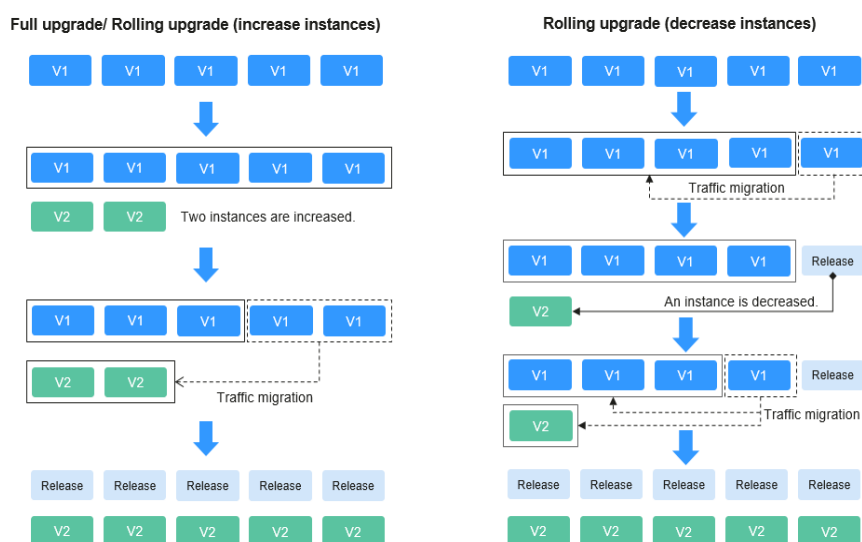 Full upgrade/ Rolling upgrade (increase instances)
V1 V1 V1 V1 V1
V1 V1 V1 V1 V1
V2 V2 Two instances are increased.
V1 V1 V1 V1 V1
V2 V2
Traffic migration
Release Release Release Release Release
V2 V2 V2 V2 V2
Rolling upgrade (decrease instances)
V1 V1 V1 V1 V1
V1 V1 V1 V1 V1
Traffic migration
V1 V1 V1 V1 Release
An instance is decreased.
V2
V1 V1 V1 V1 Release
Traffic migration
V2
Release Release Release Release Release
V2 V2 V2 V2 V2